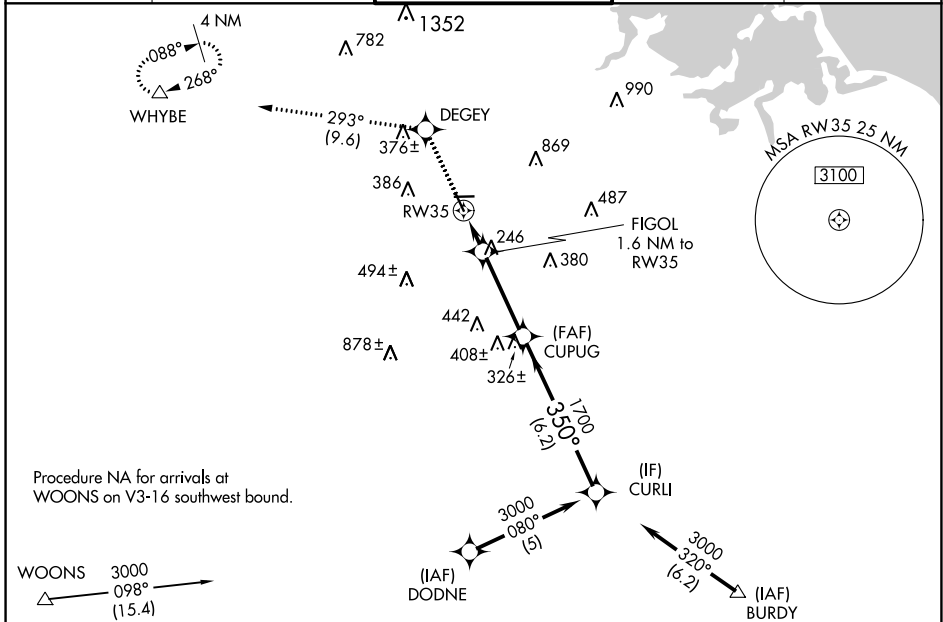 1352
782
4 NM
088°
268°
WHYBE
990
DEGEY
293°
(9.6)
376±
869
MSA RW35 25 NM
3100
386
RW35
487
FIGOL
1.6 NM to
RW35
246
380
494±
442
(FAF)
CUPUG
878±
408±
326±
1700
350°
(6.2)
Procedure NA for arrivals at
WOONS on V3-16 southwest bound.
(IF)
CURLI
3000
080°
(5)
3000
320°
(6.2)
WOONS
3000
098°
(15.4)
(IAF)
DODNE
(IAF)
BURDY